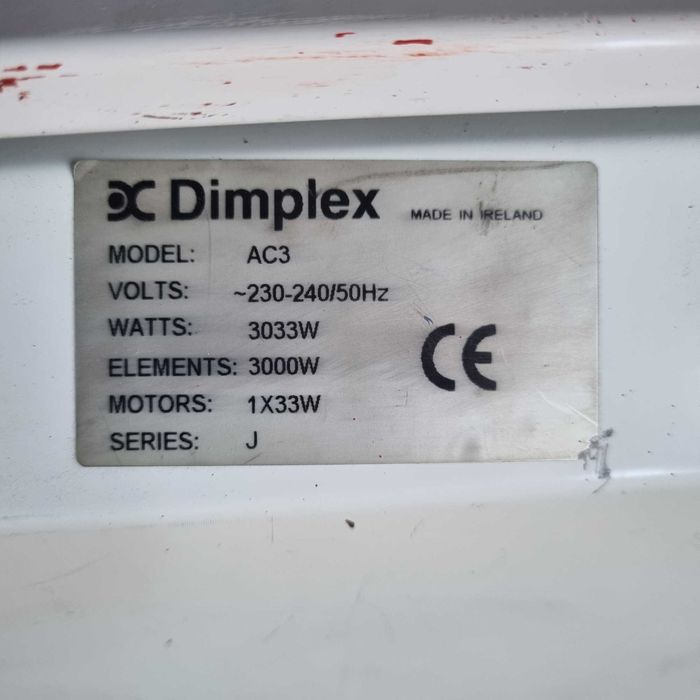 Dimplex MADE IN IRELAND
MODEL: AC3
VOLTS: ~230-240/50Hz
WATTS: 3033W
ELEMENTS: 3000W
MOTORS: 1X33W
SERIES: J
CE